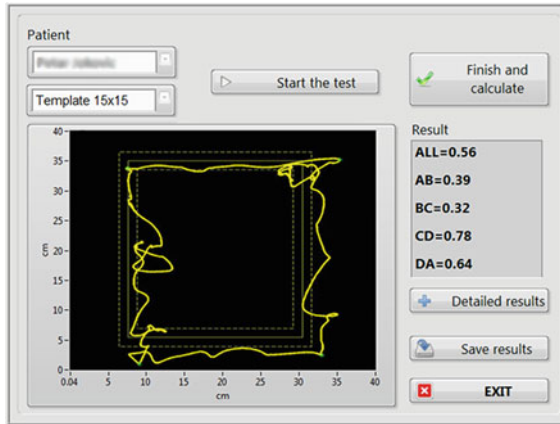 Patient
Template 15x15
Start the test
Finish and
calculate
Result
ALL=0.56
AB=0.39
BC=0.32
CD=0.78
DA=0.64
Detailed results
Save results
EXIT
40
35
30
25
20
15
10
5
0
cm
0.04 5 10 15 20 25 30 35 40
cm